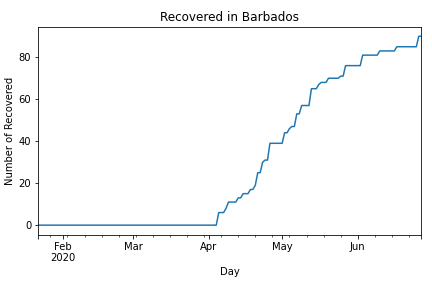 Recovered in Barbados
Number of Recovered
80
60
40
20
0
Feb
2020
Mar
Apr
May
Jun
Day